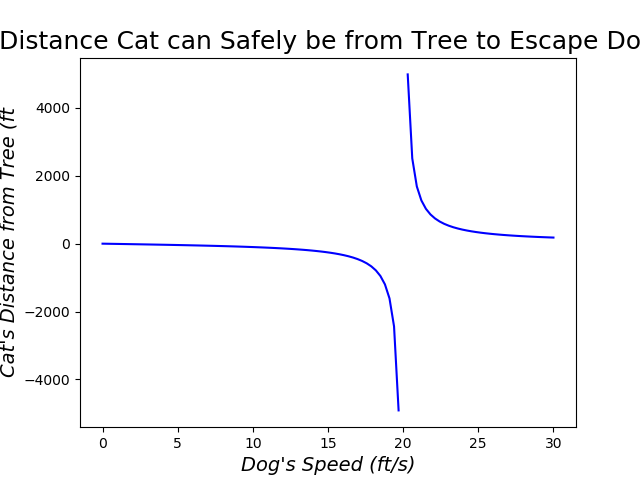 Distance Cat can Safely be from Tree to Escape Do
Cat's Distance from Tree (ft
4000
2000
0
−2000
−4000
0 5 10 15 20 25 30
Dog's Speed (ft/s)